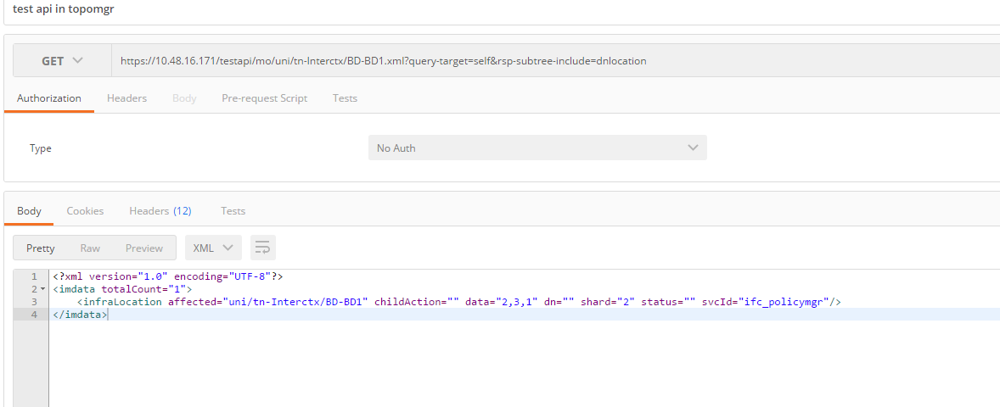 test api in topomgr
GET https://10.48.16.171/testapi/mo/uni/tn-Interctx/BD-BD1.xml?query-target=self&rsp-subtree-include=dnlocation
Authorization Headers Body Pre-request Script Tests
Type No Auth
Body Cookies Headers (12) Tests
Pretty Raw Preview XML
1 <?xml version="1.0" encoding="UTF-8"?>
2 <imdata totalCount="1">
3 <infraLocation affected="uni/tn-Interctx/BD-BD1" childAction="" data="2,3,1" dn="" shard="2" status="" svcId="ifc_policymgr"/>
4 </imdata>